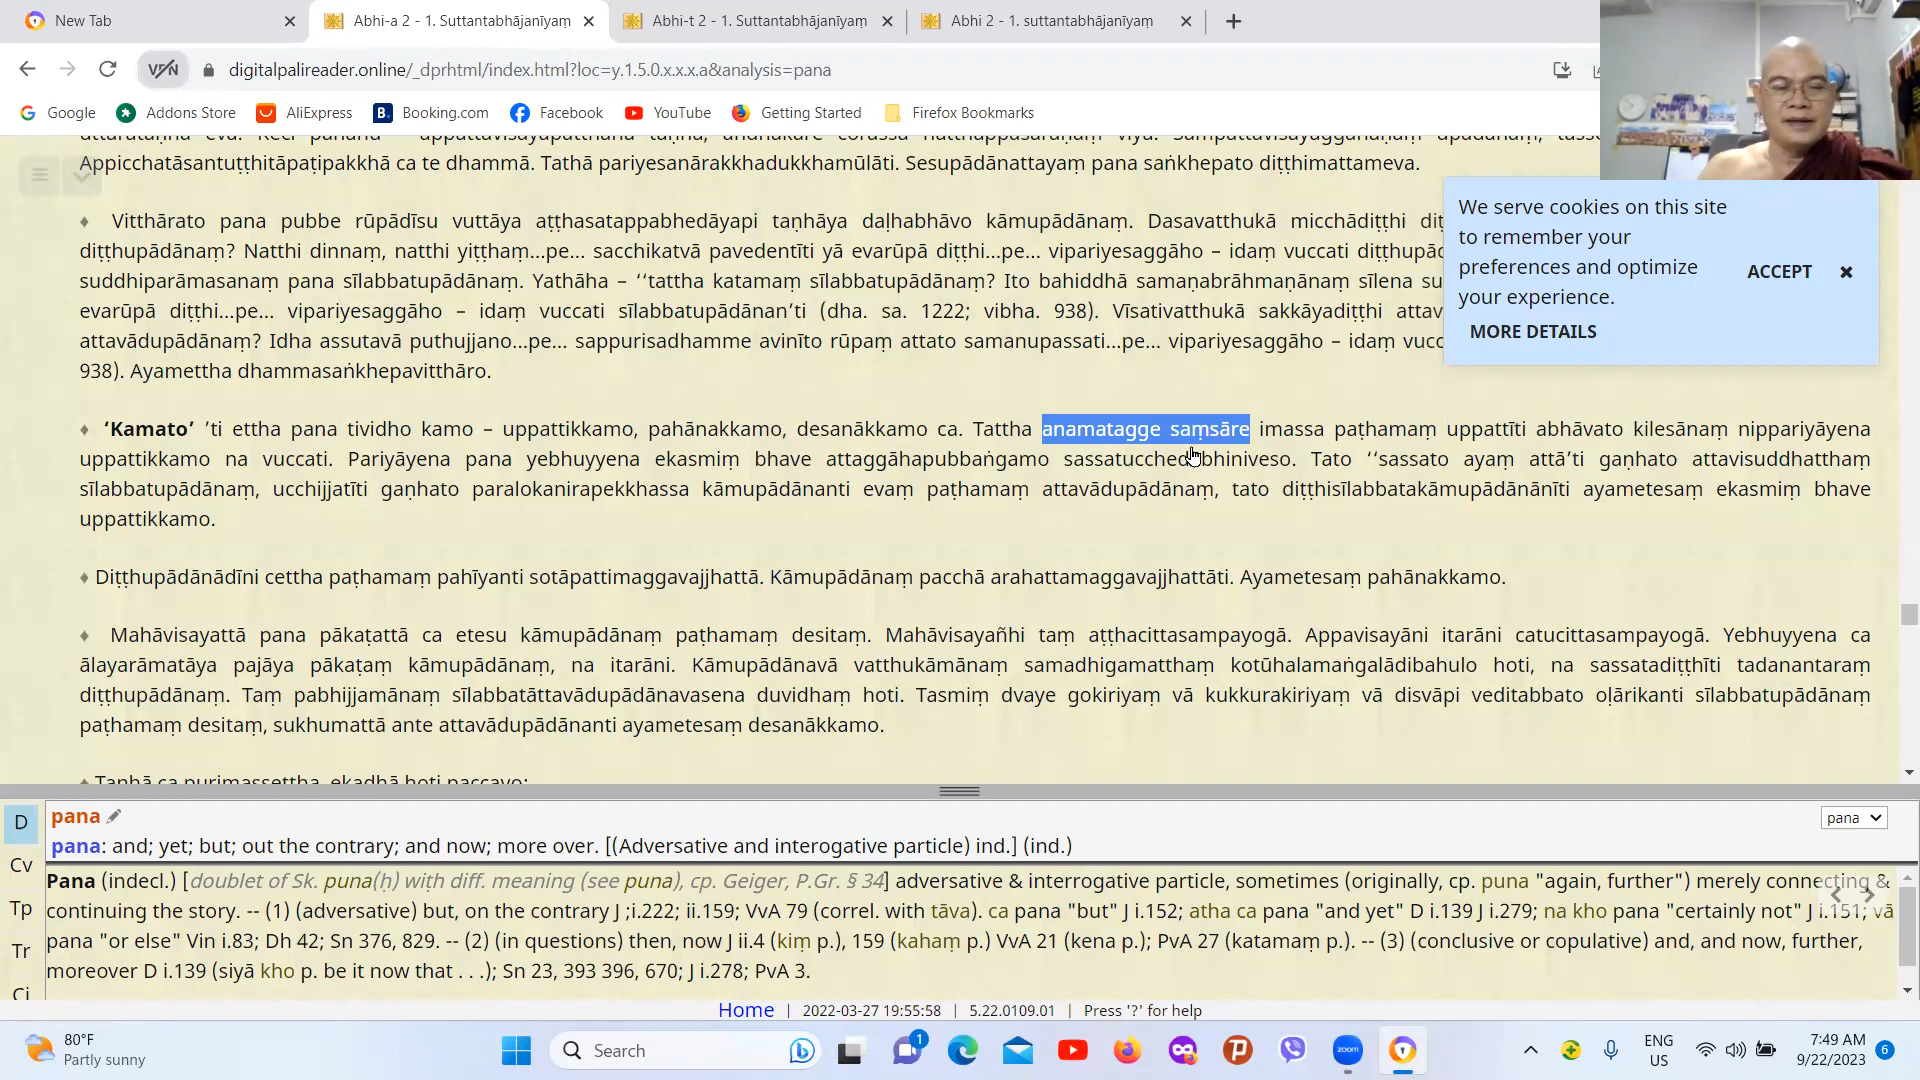 New Tab
Abhi-a 2 - 1. Suttantabhājanīyaṃ
Abhi-t 2 - 1. Suttantabhājanīyaṃ
Abhi 2 - 1. suttantabhājanīyaṃ
VPN
digitalpalireader.online/_dprhtml/index.html?loc=y.1.5.0.x.x.x.a&analysis=pana
Google Addons Store AliExpress Booking.com Facebook YouTube Getting Started Firefox Bookmarks
Appicchatāsantuṭṭhitāpaṭipakkhā ca te dhammā. Tathā pariyesanārakkhadukkhamūlāti. Sesupādānattayaṃ pana saṅkhepato diṭṭhimattameva.
♦ Vitthārato pana pubbe rūpādīsu vuttāya aṭṭhasatappabhedāyapi taṇhāya daḷhabhāvo kāmupādānaṃ. Dasavatthukā micchādiṭṭhi
diṭṭhupādānaṃ? Natthi dinnaṃ, natthi yiṭṭhaṃ...pe... sacchikatvā pavedentīti yā evarūpā diṭṭhi...pe... vipariyesaggāho – idaṃ vuccati
suddhiparāmasanaṃ pana sīlabbatupādānaṃ. Yathāha – ‘‘tattha katamaṃ sīlabbatupādānaṃ? Ito bahiddhā samaṇabrāhmaṇānaṃ sīlena
evarūpā diṭṭhi...pe... vipariyesaggāho – idaṃ vuccati sīlabbatupādānan’ti (dha. sa. 1222; vibha. 938). Vīsativatthukā sakkāyadiṭṭhi
attavādupādānaṃ? Idha assutavā puthujjano...pe... sappurisadhamme avinīto rūpaṃ attato samanupassati...pe... vipariyesaggāho – idaṃ
938). Ayamettha dhammasaṅkhepavitthāro.
We serve cookies on this site
to remember your
preferences and optimize
your experience.
ACCEPT
MORE DETAILS
♦ ‘Kamato’ ’ti ettha pana tividho kamo – uppattikkamo, pahānakkamo, desanākkamo ca. Tattha anamatagge saṃsāre imassa paṭhamaṃ uppattīti abhāvato kilesānaṃ nippariyāyena
uppattikkamo na vuccati. Pariyāyena pana yebhuyyena ekasmiṃ bhave attaggāhapubbaṅgamo Tato ‘‘sassato ayaṃ attā’ti gaṇhato attavisuddhatthaṃ
sīlabbatupādānaṃ, ucchijjatīti gaṇhato paralokanirapekkhassa kāmupādānanti evaṃ paṭhamaṃ attavādupādānaṃ, tato diṭṭhisīlabbatakāmupādānānīti ayametesaṃ ekasmiṃ bhave
uppattikkamo.
♦ Diṭṭhupādānādīni cettha paṭhamaṃ pahīyanti sotāpattimaggavajjhattā. Kāmupādānaṃ pacchā arahattamaggavajjhattāti. Ayametesaṃ pahānakkamo.
♦ Mahāvisayattā pana pākaṭattā ca etesu kāmupādānaṃ paṭhamaṃ desitaṃ. Mahāvisayañhi taṃ aṭṭhacittasampayogā. Appavisayāni itarāni catucittasampayogā. Yebhuyyena ca
ālayarāmatāya pajāya pākaṭaṃ kāmupādānaṃ, na itarāni. Kāmupādānavā vatthukāmānaṃ samadhigamatthaṃ kotūhalamaṅgalādibahulo hoti, na sassatadiṭṭhīti tadanantaraṃ
diṭṭhupādānaṃ. Taṃ pabhijjamānaṃ sīlabbatāttavādupādānavasena duvidhaṃ hoti. Tasmiṃ dvaye gokiriyaṃ vā kukkurakiriyaṃ vā disvāpi veditabbato oḷārikanti sīlabbatupādānaṃ
paṭhamaṃ desitaṃ, sukhumattā ante attavādupādānanti ayametesaṃ desanākkamo.
♦ Taṇhā ca purimassettha, ekadhā hoti paccayo;
D
Cv
Tp
Tr
Ci
pana
pana
pana: and; yet; but; out the contrary; and now; more over. [(Adversative and interogative particle) ind.] (ind.)
Pana (indecl.) [doublet of Sk. puna(ḥ) wiṭh diff. meaning (see puna), cp. Geiger, P.Gr. § 34] adversative & interrogative particle, sometimes (originally, cp. puna "again, further") merely connecting &
continuing the story. -- (1) (adversative) but, on the contrary J ;i.222; ii.159; VvA 79 (correl. with tāva). ca pana "but" J i.152; atha ca pana "and yet" D i.139 J i.279; na kho pana "certainly not" J i.151; vā
pana "or else" Vin i.83; Dh 42; Sn 376, 829. -- (2) (in questions) then, now J ii.4 (kiṃ p.), 159 (kahaṃ p.) VvA 21 (kena p.); PvA 27 (katamaṃ p.). -- (3) (conclusive or copulative) and, and now, further,
moreover D i.139 (siyā kho p. be it now that . . .); Sn 23, 393 396, 670; J i.278; PvA 3.
Home | 2022-03-27 19:55:58 | 5.22.0109.01 | Press '?' for help
80°F
Partly sunny
Search
1
zoom
ENG
US
7:49 AM
9/22/2023
6